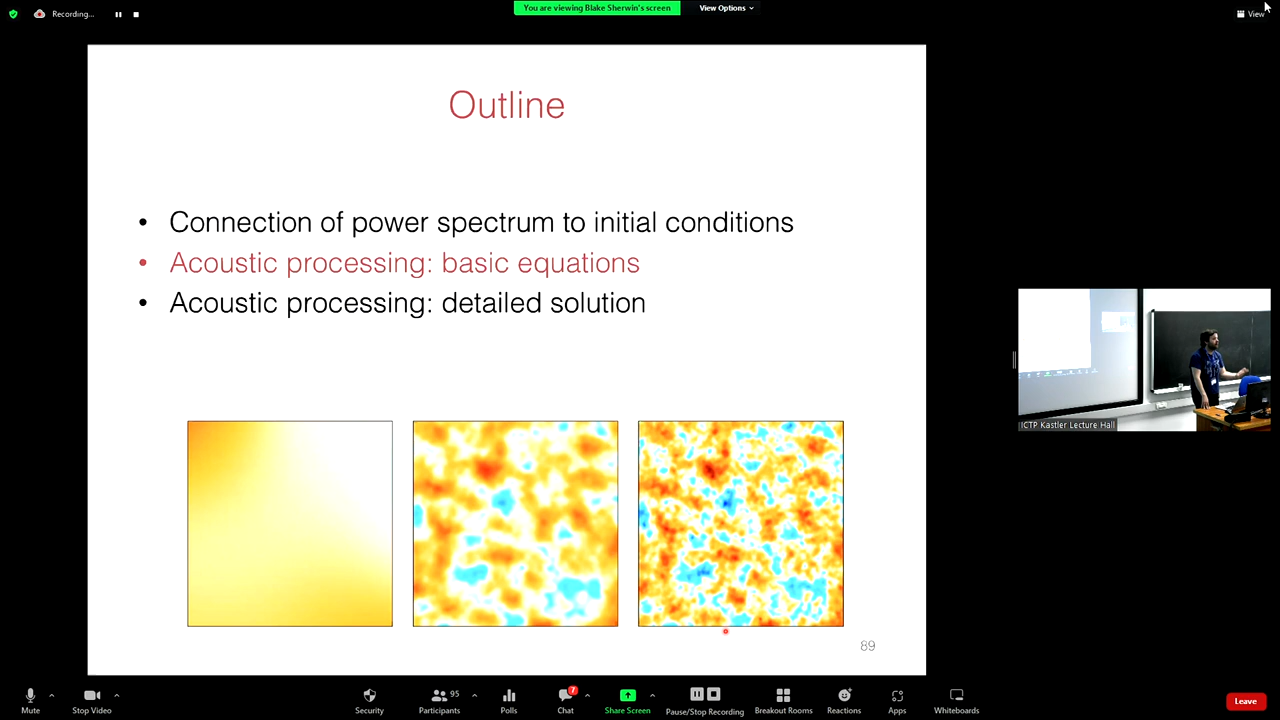 Recording...
You are viewing Blake Sherwin's screen
View Options
View
Outline
• Connection of power spectrum to initial conditions
• Acoustic processing: basic equations
• Acoustic processing: detailed solution
89
ICTP Kastler Lecture Hall
Mute
Stop Video
Security
95
Participants
Polls
7
Chat
Share Screen
Pause/Stop Recording
Breakout Rooms
Reactions
Apps
Whiteboards
Leave